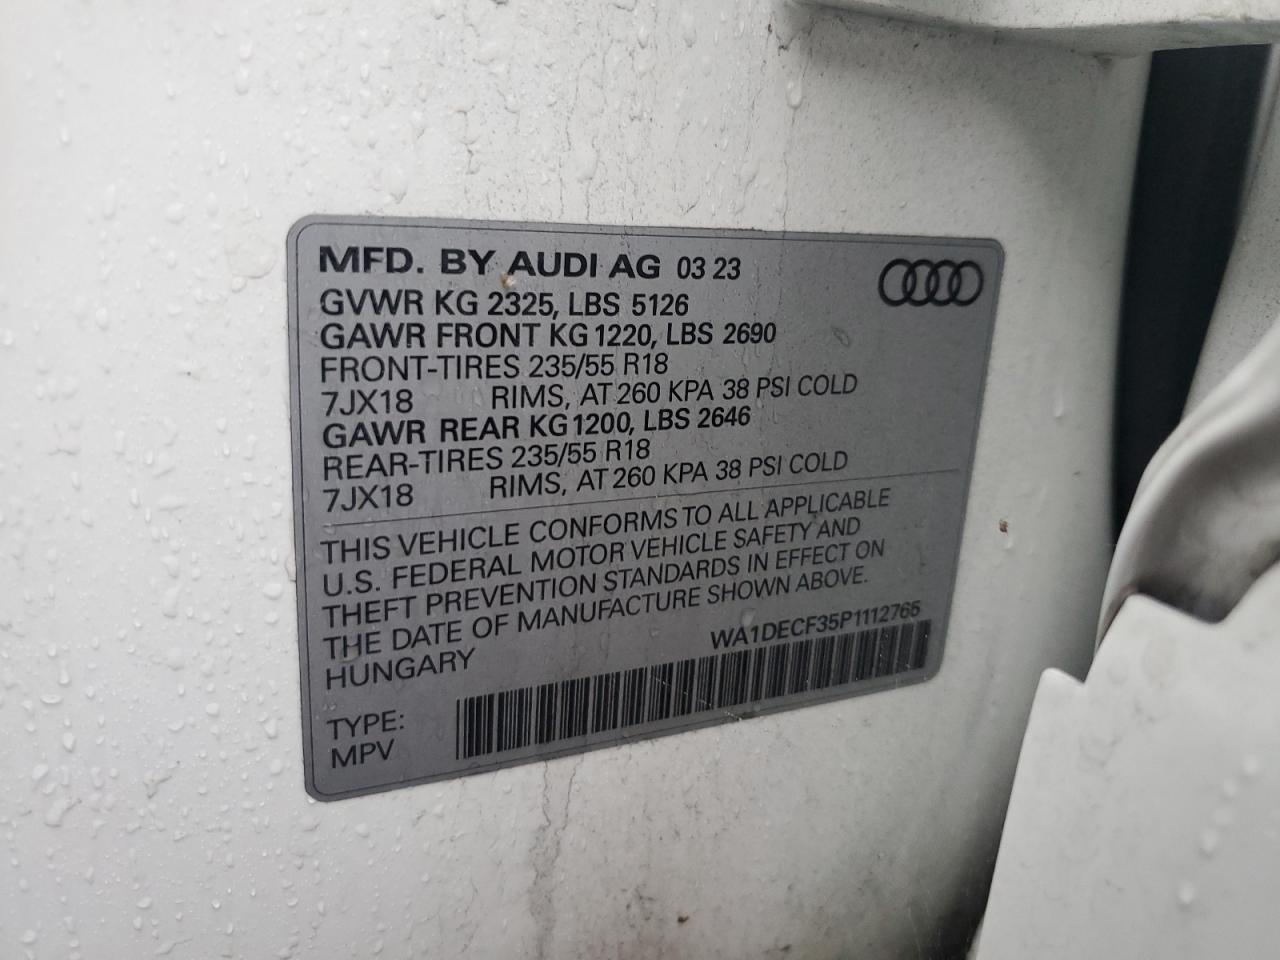 MFD. BY AUDI AG 03 23
GVWR KG 2325, LBS 5126
GAWR FRONT KG 1220, LBS 2690
FRONT-TIRES 235/55 R18
7JX18 RIMS, AT 260 KPA 38 PSI COLD
GAWR REAR KG 1200, LBS 2646
REAR-TIRES 235/55 R18
7JX18 RIMS, AT 260 KPA 38 PSI COLD
THIS VEHICLE CONFORMS TO ALL APPLICABLE
U.S. FEDERAL MOTOR VEHICLE SAFETY AND
THEFT PREVENTION STANDARDS IN EFFECT ON
THE DATE OF MANUFACTURE SHOWN ABOVE.
HUNGARY
WA1DECF35P1112765
TYPE:
MPV